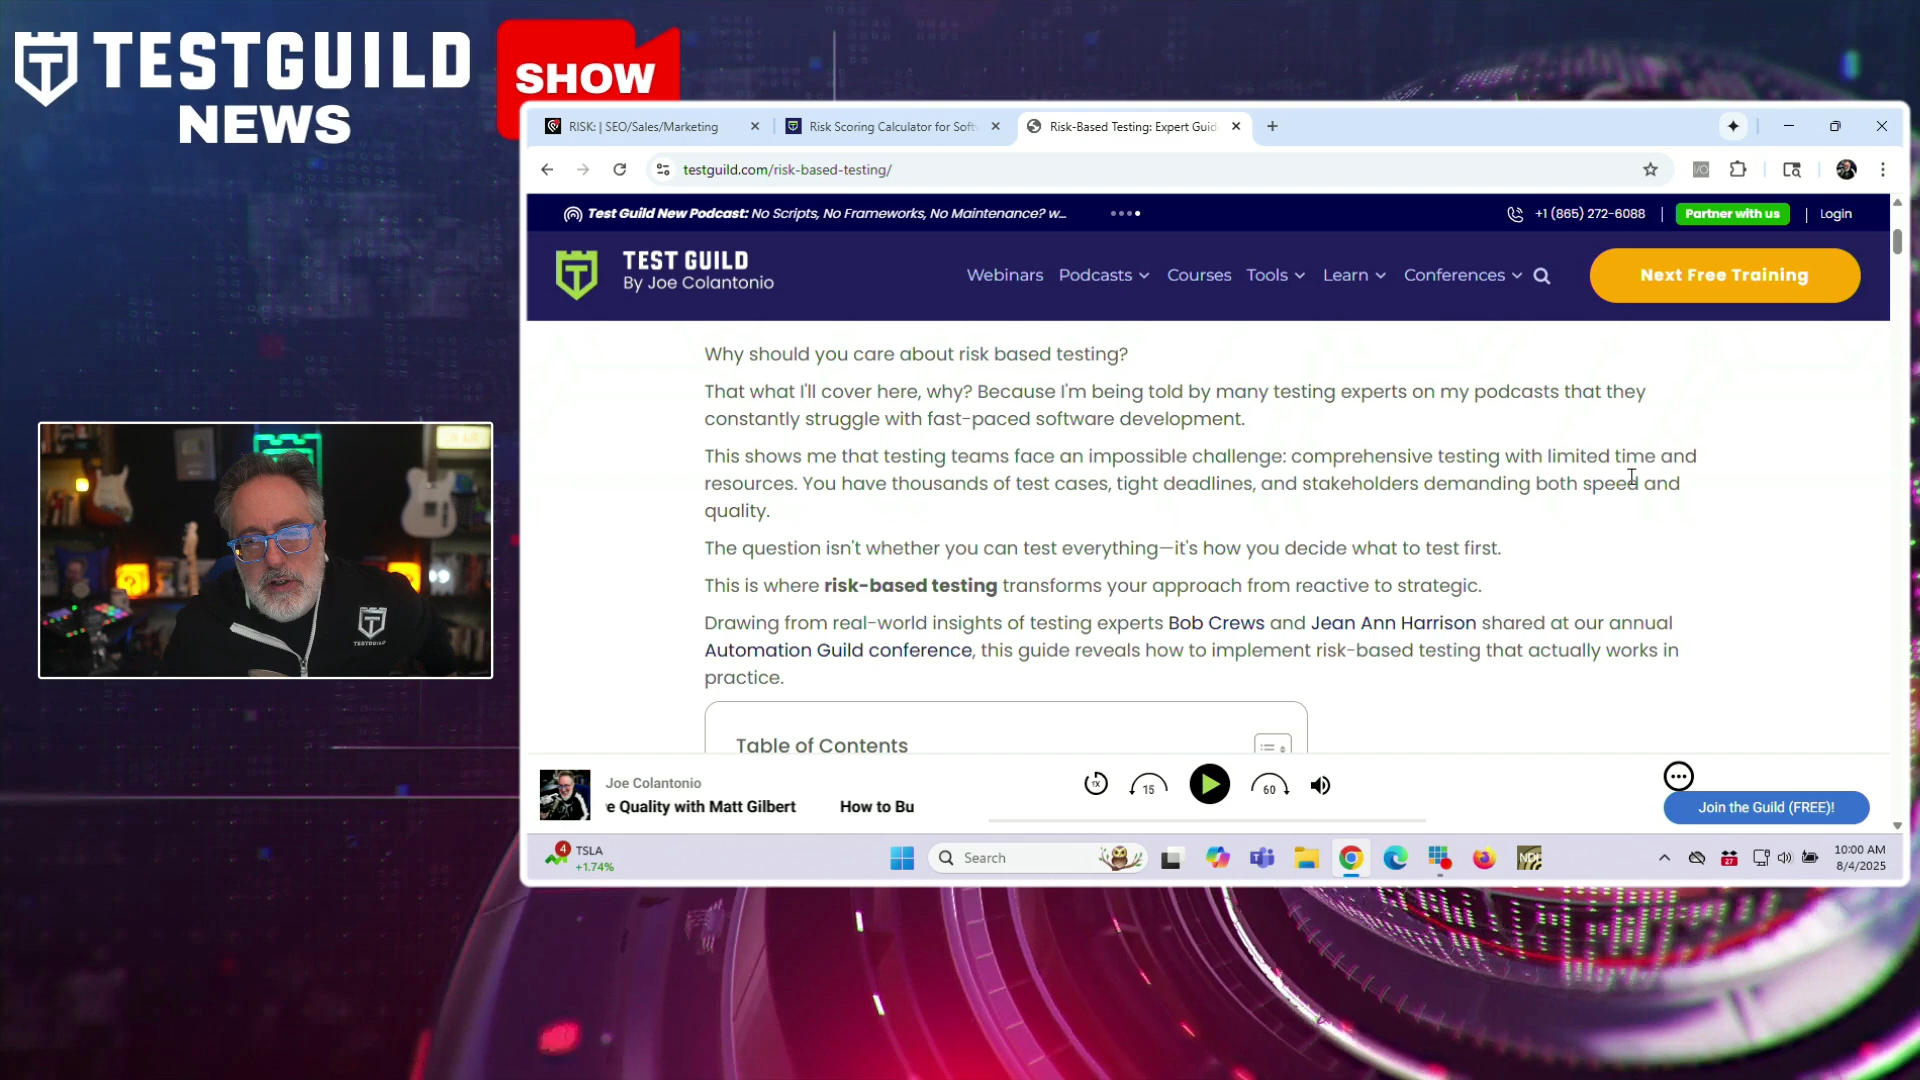 TESTGUILD
NEWS
SHOW
RISK: | SEO/Sales/Marketing
Risk Scoring Calculator for Soft
Risk-Based Testing: Expert Guid
testguild.com/risk-based-testing/
Test Guild New Podcast: No Scripts, No Frameworks, No Maintenance? w...
+1 (865) 272-6088
Partner with us
Login
TEST GUILD
By Joe Colantonio
Webinars
Podcasts
Courses
Tools
Learn
Conferences
Next Free Training
Why should you care about risk based testing?
That what I'll cover here, why? Because I'm being told by many testing experts on my podcasts that they
constantly struggle with fast-paced software development.
This shows me that testing teams face an impossible challenge: comprehensive testing with limited time and
resources. You have thousands of test cases, tight deadlines, and stakeholders demanding both speed and
quality.
The question isn't whether you can test everything—it's how you decide what to test first.
This is where risk-based testing transforms your approach from reactive to strategic.
Drawing from real-world insights of testing experts Bob Crews and Jean Ann Harrison shared at our annual
Automation Guild conference, this guide reveals how to implement risk-based testing that actually works in
practice.
Table of Contents
Joe Colantonio
e Quality with Matt Gilbert
How to Bu
1X
15
60
Join the Guild (FREE)!
4
TSLA
+1.74%
Search
27
10:00 AM
8/4/2025
TESTGUILD
ON AIR